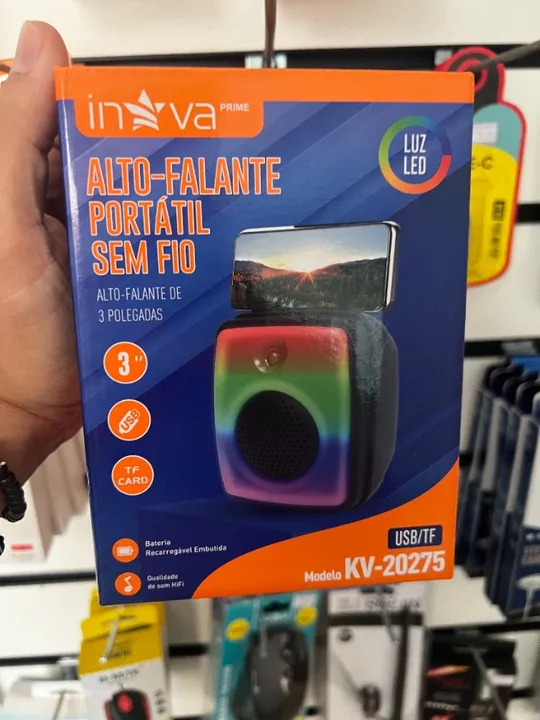 inova PRIME
LUZ
LED
ALTO-FALANTE
PORTÁTIL
SEM FIO
ALTO-FALANTE DE
3 POLEGADAS
3"
USB
TF
CARD
Bateria
Recarregável Embutida
Qualidade
de som HiFi
USB/TF
Modelo KV-20275